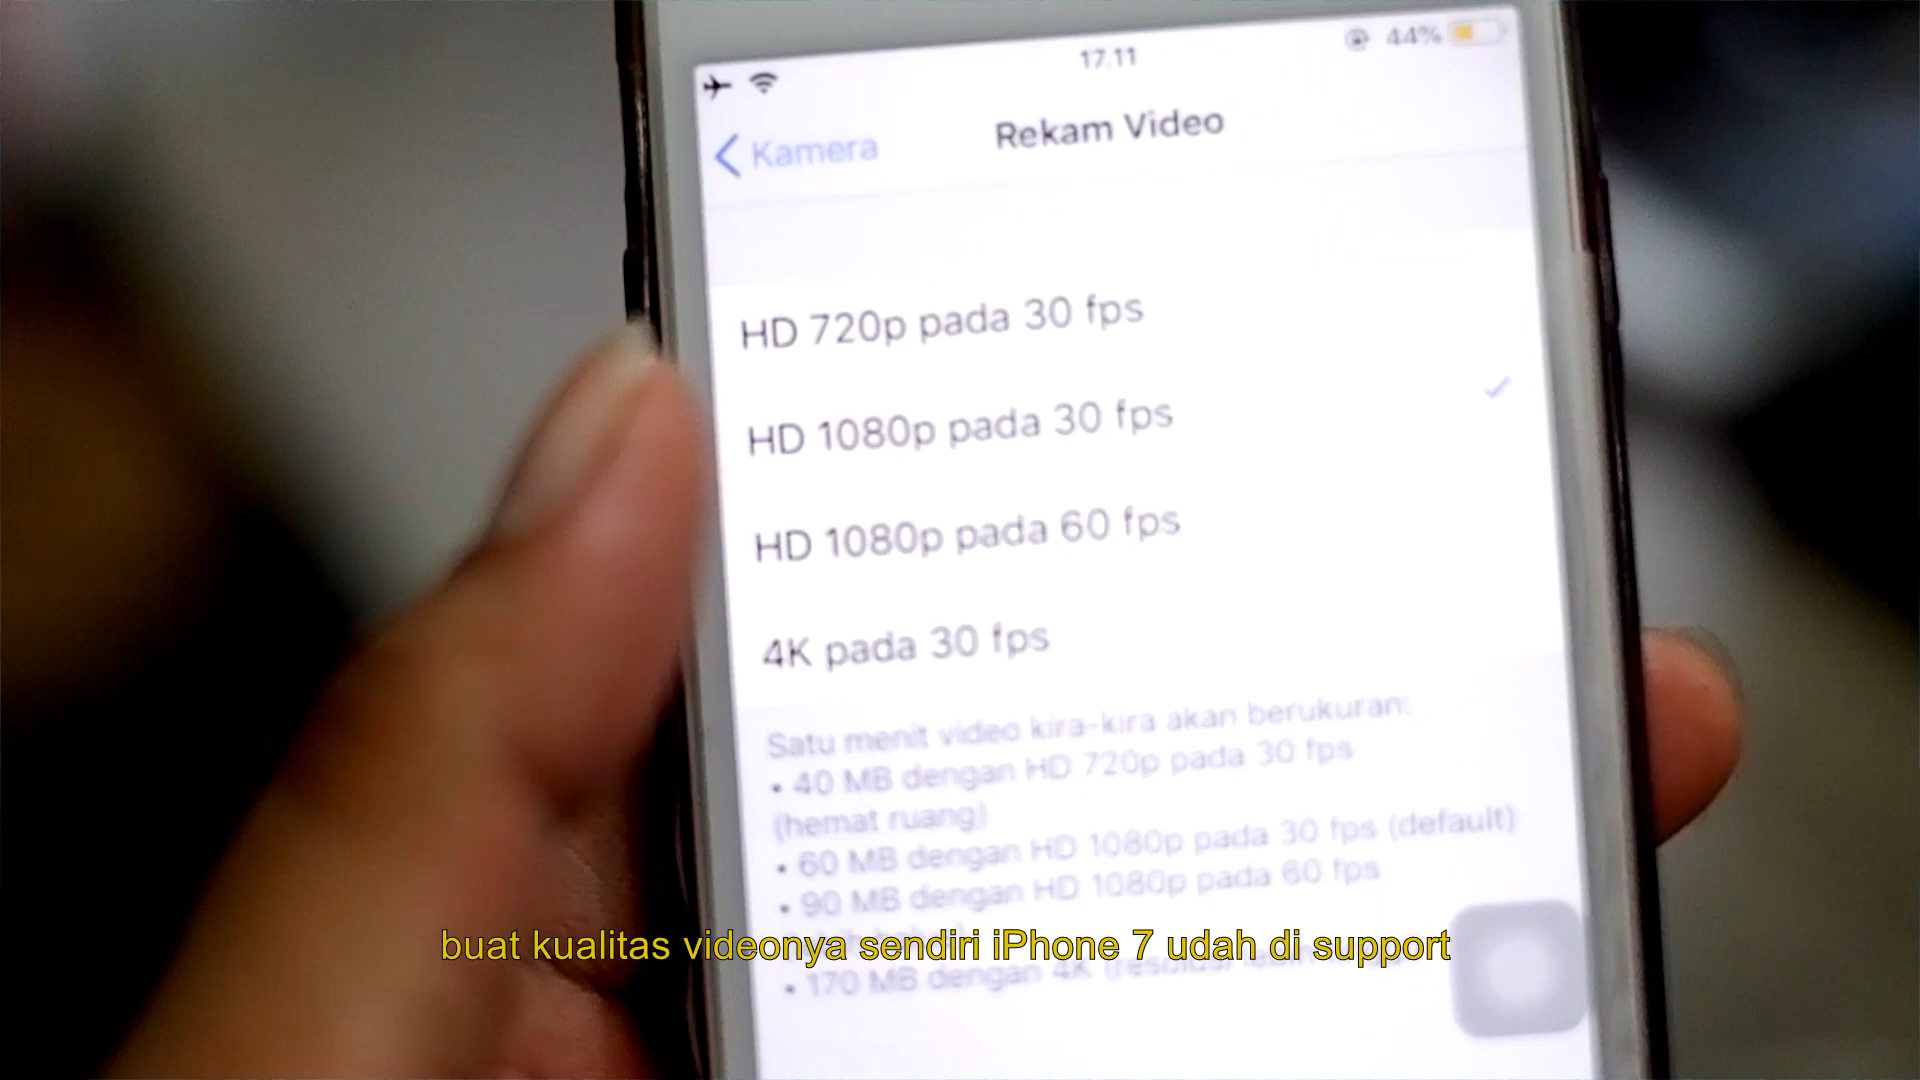 17.11
44%
Kamera
Rekam Video
HD 720p pada 30 fps
HD 1080p pada 30 fps
HD 1080p pada 60 fps
4K pada 30 fps
Satu menit video kira-kira akan berukuran:
• 40 MB dengan HD 720p pada 30 fps
(hemat ruang)
• 60 MB dengan HD 1080p pada 30 fps (default)
• 90 MB dengan HD 1080p pada 60 fps
buat kualitas videonya sendiri iPhone 7 udah di support
• 170 MB dengan 4K (resolusi